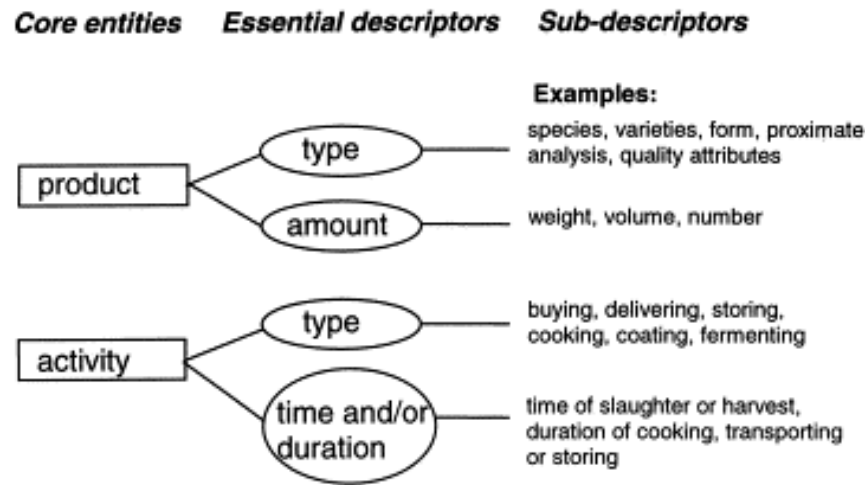 Core entities Essential descriptors Sub-descriptors
Examples:
type
species, varieties, form, proximate
analysis, quality attributes
product
amount
weight, volume, number
type
buying, delivering, storing,
cooking, coating, fermenting
activity
time and/or
duration
time of slaughter or harvest,
duration of cooking, transporting
or storing